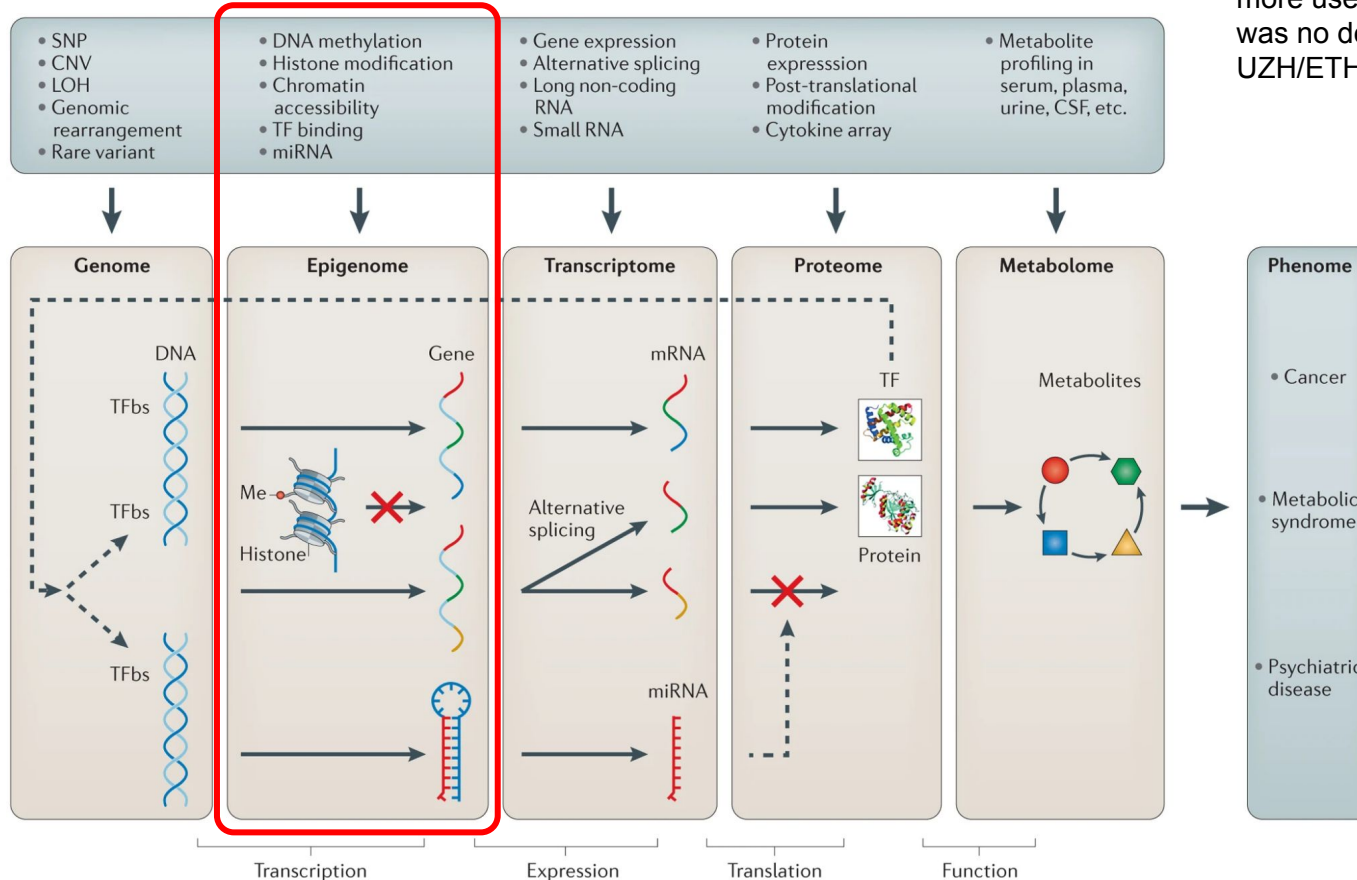 more use
was no de
UZH/ETH
• SNP
• CNV
• LOH
• Genomic
rearrangement
• Rare variant
• DNA methylation
• Histone modification
• Chromatin
accessibility
• TF binding
• miRNA
• Gene expression
• Alternative splicing
• Long non-coding
RNA
• Small RNA
• Protein
expresssion
• Post-translational
modification
• Cytokine array
• Metabolite
profiling in
serum, plasma,
urine, CSF, etc.
Genome
DNA
TFbs
TFbs
TFbs
Epigenome
Gene
Me
Histone
Transcriptome
mRNA
Alternative
splicing
miRNA
Proteome
TF
Protein
Metabolome
Metabolites
Phenome
• Cancer
• Metabolic
syndrome
• Psychiatric
disease
Transcription
Expression
Translation
Function